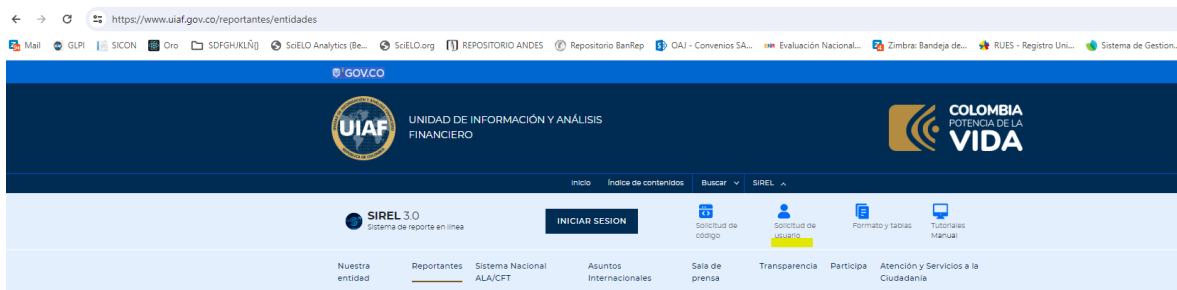 https://www.uiaf.gov.co/reportantes/entidades
Mail GLPI SICON Oro SDFGHJKLÑ{} SciELO Analytics (Be... SciELO.org REPOSITORIO ANDES Repositorio BanRep OAJ - Convenios SA... Evaluación Nacional... Zimbra: Bandeja de... RUES - Registro Uni... Sistema de Gestion...
GOV.CO
UIAF
UNIDAD DE INFORMACIÓN Y ANÁLISIS
FINANCIERO
COLOMBIA
POTENCIA DE LA
VIDA
Inicio Índice de contenidos Buscar SIREL
SIREL 3.0
Sistema de reporte en línea
INICIAR SESION
Solicitud de
código
Solicitud de
usuario
Formato y tablas
Tutoriales
Manual
Nuestra
entidad
Reportantes
Sistema Nacional
ALA/CFT
Asuntos
Internacionales
Sala de
prensa
Transparencia
Participa
Atención y Servicios a la
Ciudadanía